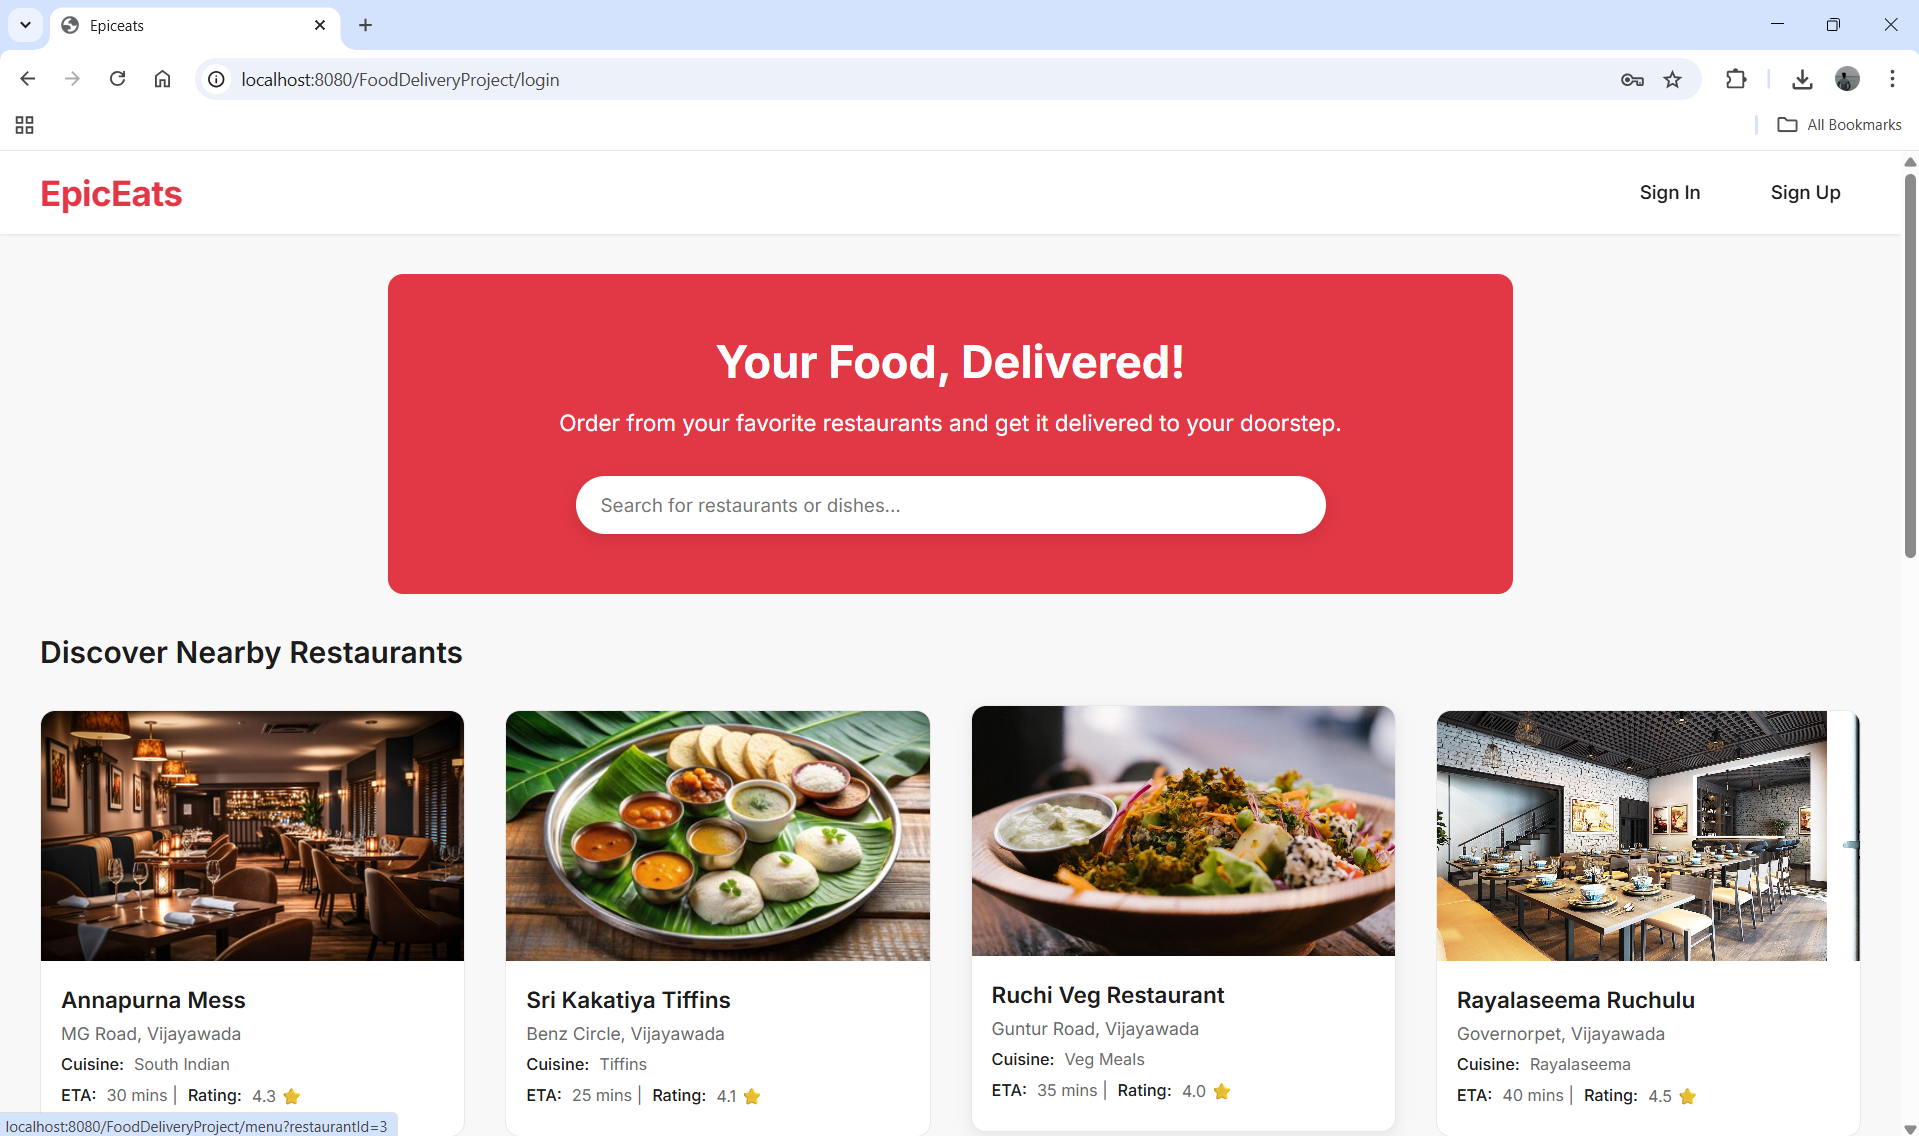 Epiceats
localhost:8080/FoodDeliveryProject/login
All Bookmarks
EpicEats
Sign In
Sign Up
Your Food, Delivered!
Order from your favorite restaurants and get it delivered to your doorstep.
Search for restaurants or dishes...
Discover Nearby Restaurants
Annapurna Mess
MG Road, Vijayawada
Cuisine: South Indian
ETA: 30 mins | Rating: 4.3 ⭐
Sri Kakatiya Tiffins
Benz Circle, Vijayawada
Cuisine: Tiffins
ETA: 25 mins | Rating: 4.1 ⭐
Ruchi Veg Restaurant
Guntur Road, Vijayawada
Cuisine: Veg Meals
ETA: 35 mins | Rating: 4.0 ⭐
Rayalaseema Ruchulu
Governorpet, Vijayawada
Cuisine: Rayalaseema
ETA: 40 mins | Rating: 4.5 ⭐
localhost:8080/FoodDeliveryProject/menu?restaurantId=3